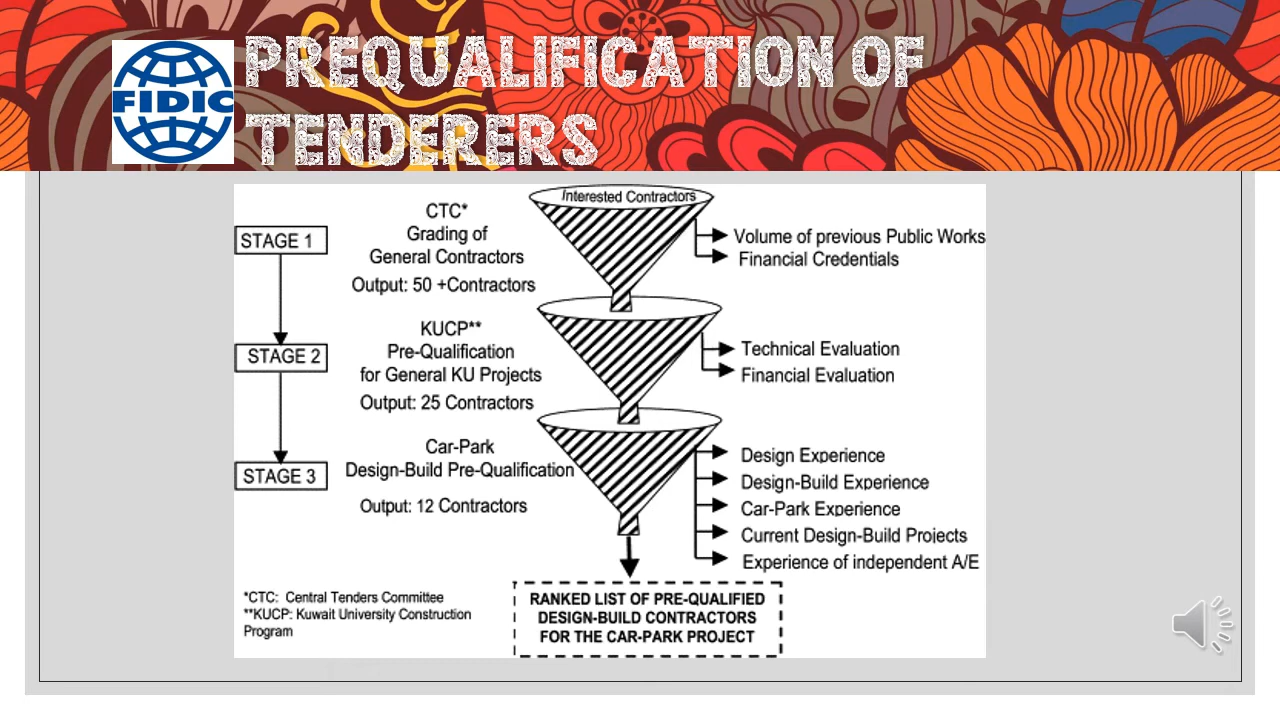 PREQUALIFICATION OF
TENDERERS
FIDIC
Interested Contractors
STAGE 1
CTC*
Grading of
General Contractors
Output: 50 +Contractors
Volume of previous Public Works
Financial Credentials
STAGE 2
KUCP**
Pre-Qualification
for General KU Projects
Output: 25 Contractors
Technical Evaluation
Financial Evaluation
STAGE 3
Car-Park
Design-Build Pre-Qualification
Output: 12 Contractors
Design Experience
Design-Build Experience
Car-Park Experience
Current Design-Build Projects
Experience of independent A/E
RANKED LIST OF PRE-QUALIFIED
DESIGN-BUILD CONTRACTORS
FOR THE CAR-PARK PROJECT
*CTC: Central Tenders Committee
**KUCP: Kuwait University Construction
Program